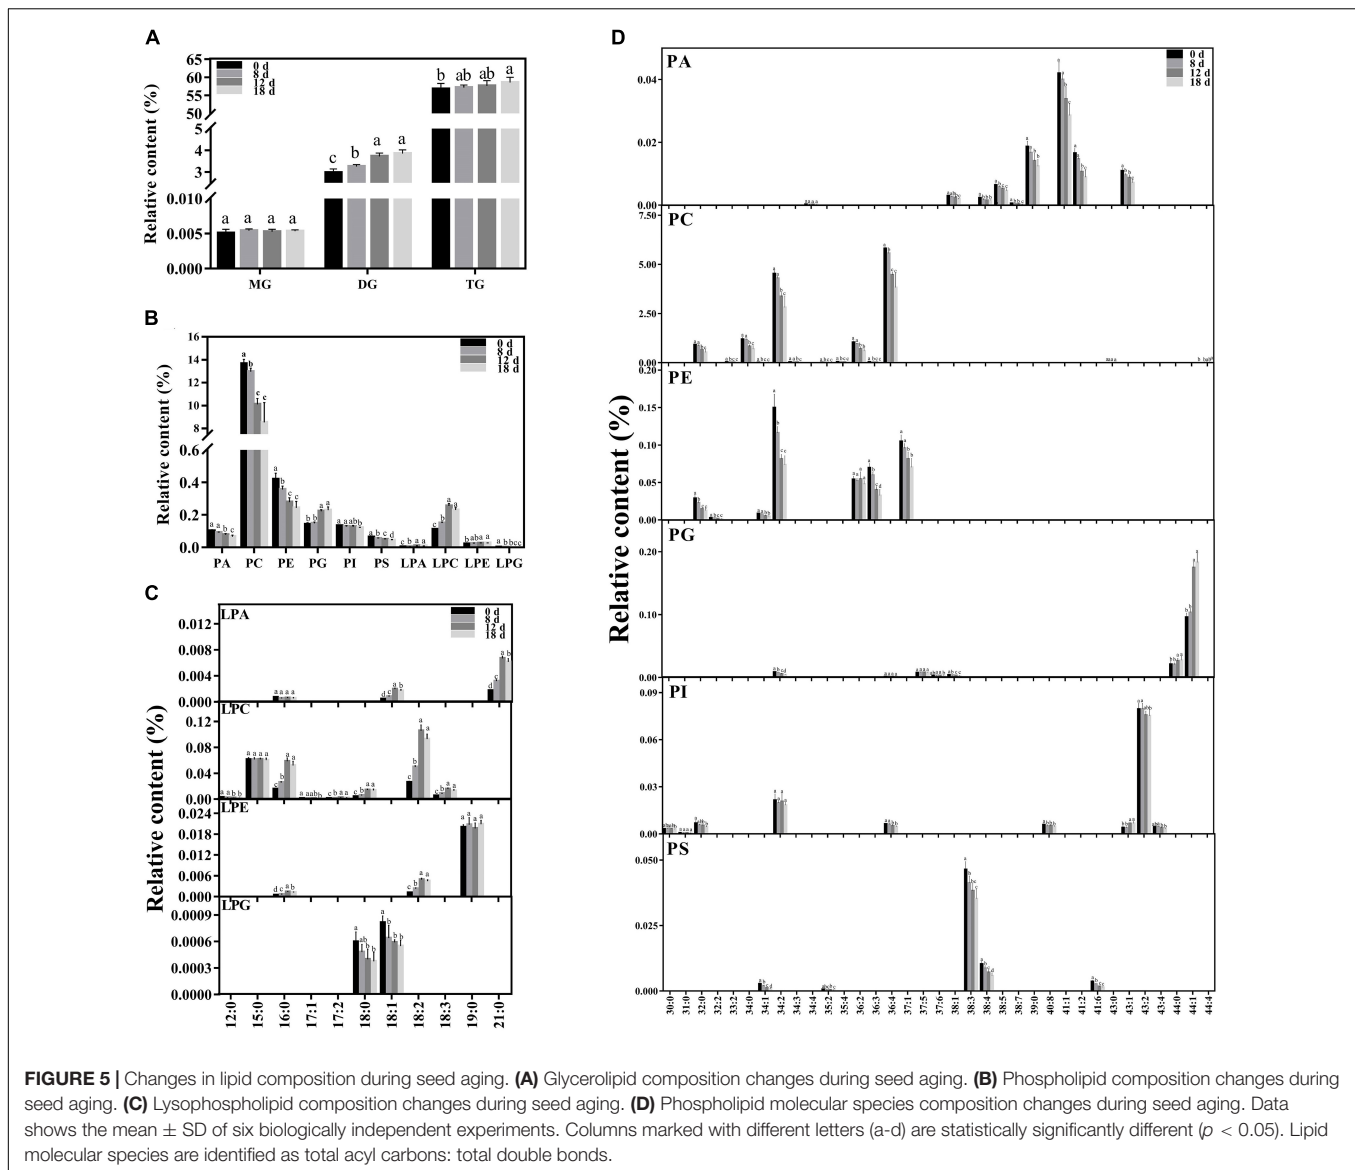 A
Relative content (%)
65
60
55
50
5
4
3
0.010
0.005
0.000
0 d
8 d
12 d
18 d
a a a a
c b a a
b ab ab a
MG DG TG
B
Relative content (%)
16
14
12
10
8
0.6
0.4
0.2
0.0
0 d
8 d
12 d
18 d
PA PC PE PG PI PS LPA LPC LPE LPG
C
Relative content (%)
LPA
0.012
0.008
0.004
0.000
0 d
8 d
12 d
18 d
LPC
0.12
0.08
0.04
0.00
LPE
0.024
0.018
0.012
0.006
0.000
LPG
0.0009
0.0006
0.0003
0.0000
12:0 15:0 16:0 17:1 17:2 18:0 18:1 18:2 18:3 19:0 21:0
D
Relative content (%)
PA
0.04
0.02
0.00
0 d
8 d
12 d
18 d
PC
7.50
5.00
2.50
0.00
PE
0.20
0.15
0.10
0.05
0.00
PG
0.20
0.10
0.00
PI
0.09
0.06
0.03
0.00
PS
0.050
0.025
0.000
30:0 31:0 32:0 32:2 33:2 34:0 34:1 34:2 34:3 34:4 35:2 35:4 36:2 36:3 36:4 37:1 37:5 37:6 38:1 38:3 38:4 38:5 38:7 39:0 40:8 41:1 41:2 41:6 43:0 43:1 43:2 43:4 44:0 44:1 44:4
FIGURE 5 | Changes in lipid composition during seed aging. (A) Glycerolipid composition changes during seed aging. (B) Phospholipid composition changes during
seed aging. (C) Lysophospholipid composition changes during seed aging. (D) Phospholipid molecular species composition changes during seed aging. Data
shows the mean ± SD of six biologically independent experiments. Columns marked with different letters (a-d) are statistically significantly different (p < 0.05). Lipid
molecular species are identified as total acyl carbons: total double bonds.